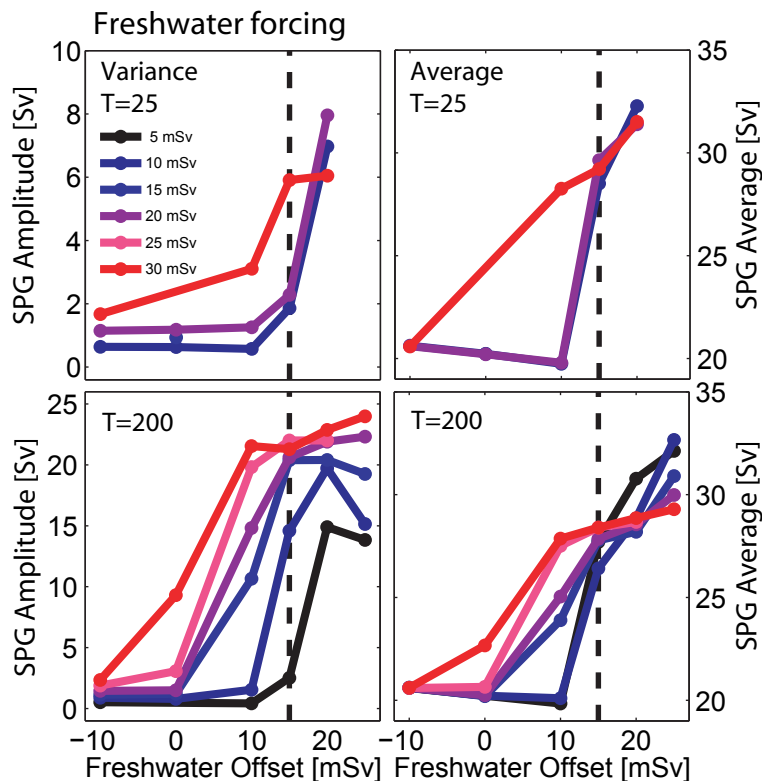 Freshwater forcing
10
8
6
4
2
0
SPG Amplitude [Sv]
Variance
T=25
5 mSv
10 mSv
15 mSv
20 mSv
25 mSv
30 mSv
Average
T=25
35
30
25
20
SPG Average [Sv]
25
20
15
10
5
0
SPG Amplitude [Sv]
T=200
−10 0 10 20
Freshwater Offset [mSv]
T=200
35
30
25
20
SPG Average [Sv]
−10 0 10 20
Freshwater Offset [mSv]